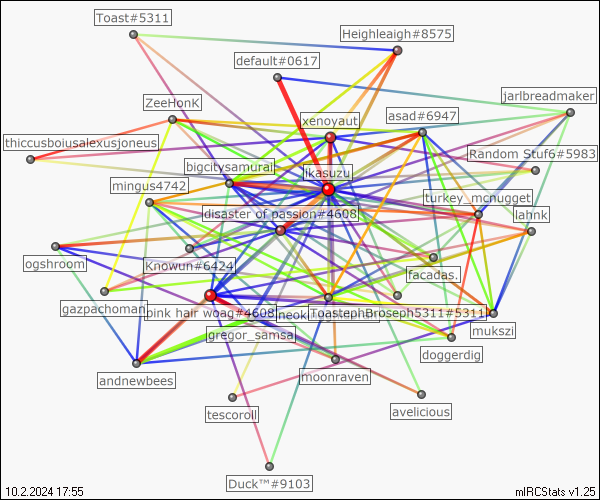 Toast#5311
Heighleaigh#8575
default#0617
jarlbreadmaker
ZeeHonK
xenoyaut
asad#6947
thiccusboiusalexusjoneus
Random Stuf6#5983
bigcitysamurai
Ikasuzu
mingus4742
turkey_mcnugget
disaster of passion#4608
lahnk
ogshroom
Knowun#6424
facadas.
gazpachoman
pink hair woag#4608
ToastephBroseph5311#5311
mukszi
gregor_samsa
doggerdig
andnewbees
moonraven
tescoroll
avelicious
Duck™#9103
10.2.2024 17:55
mIRCStats v1.25